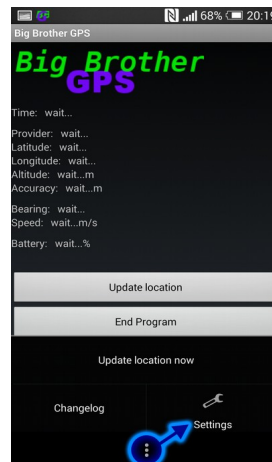 68% 20:19
Big Brother GPS
Big Brother
GPS
Time: wait...
Provider: wait...
Latitude: wait...
Longitude: wait...
Altitude: wait...m
Accuracy: wait...m
Bearing: wait...
Speed: wait...m/s
Battery: wait...%
Update location
End Program
Update location now
Changelog
Settings